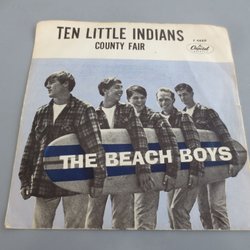 TEN LITTLE INDIANS
COUNTY FAIR
Capitol
THE BEACH BOYS